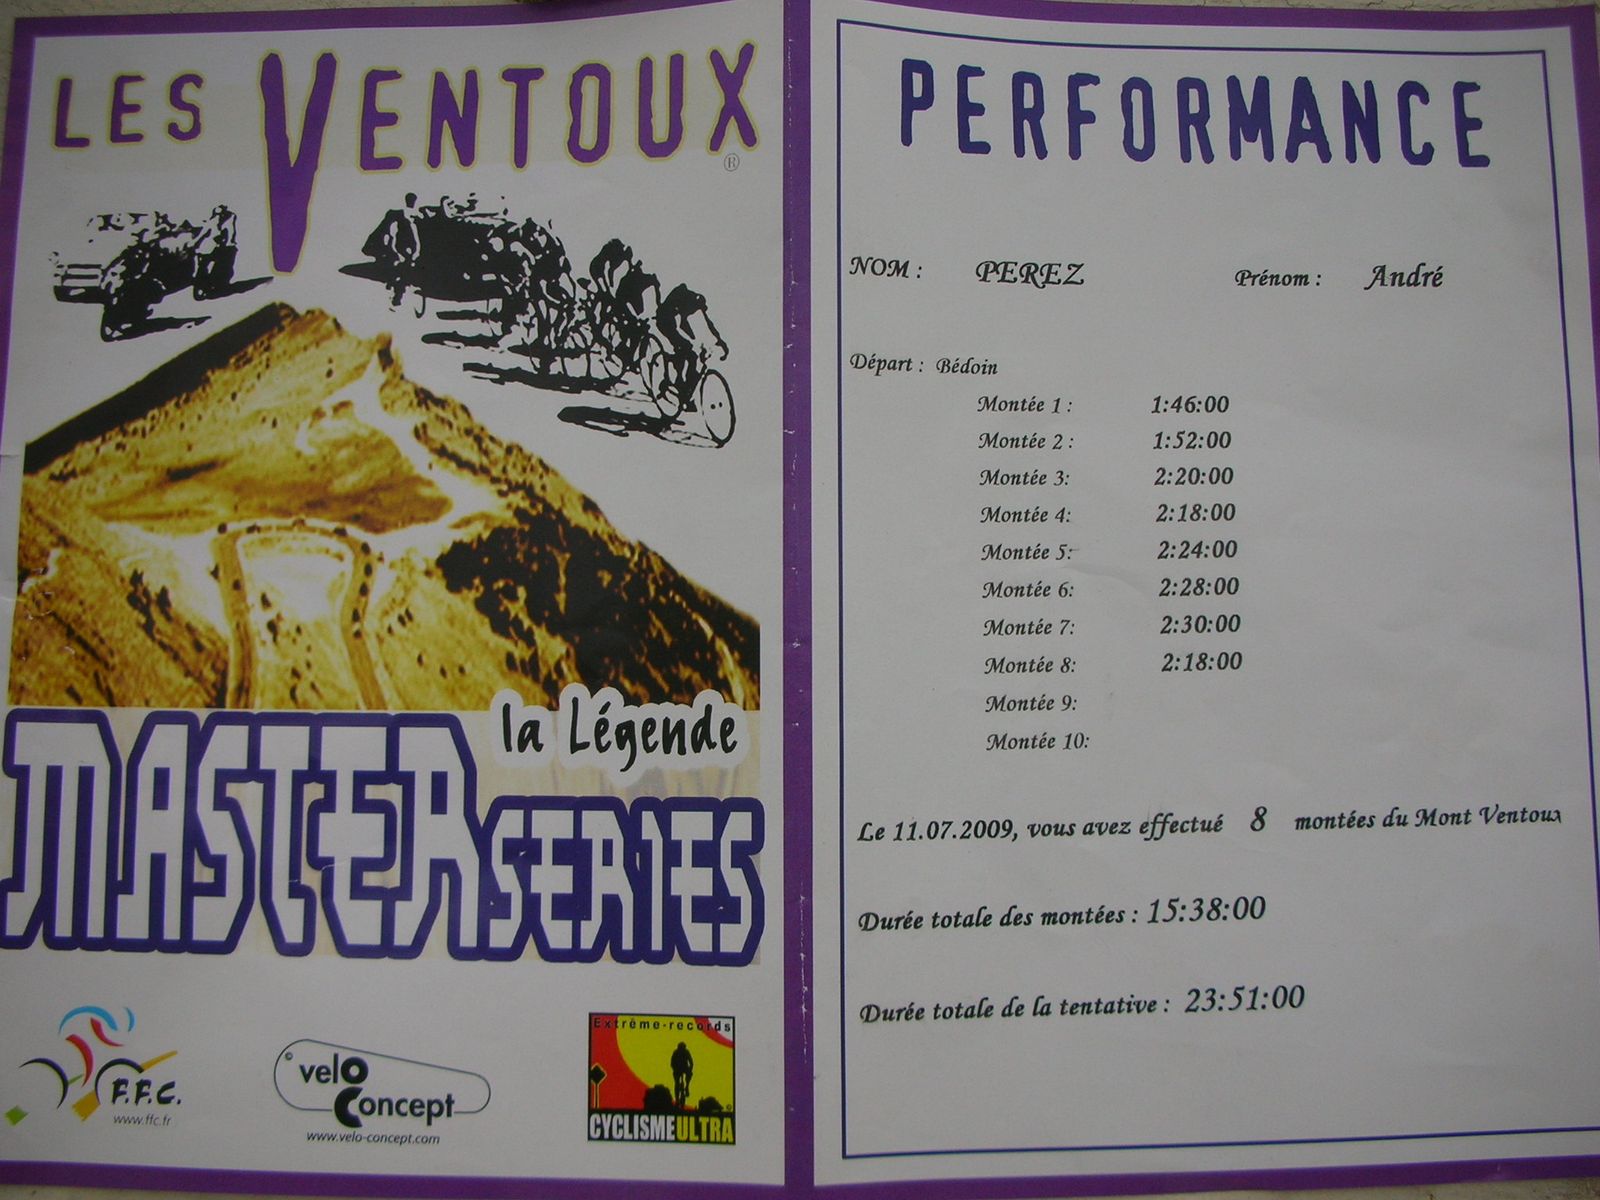 LES VENTOUX
®
la Légende
MASTER SERIES
F.F.C.
www.ffc.fr
© velo Concept
www.velo-concept.com
Extrême-records
CYCLISMEULTRA
PERFORMANCE
NOM : PEREZ Prénom : André
Départ : Bédoin
Montée 1 : 1:46:00
Montée 2 : 1:52:00
Montée 3: 2:20:00
Montée 4: 2:18:00
Montée 5: 2:24:00
Montée 6: 2:28:00
Montée 7: 2:30:00
Montée 8: 2:18:00
Montée 9:
Montée 10:
Le 11.07.2009, vous avez effectué 8 montées du Mont Ventoux
Durée totale des montées : 15:38:00
Durée totale de la tentative : 23:51:00